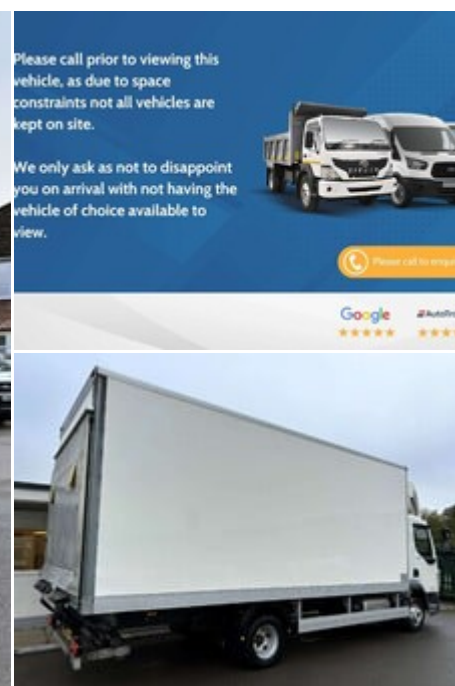 Please call prior to viewing this
vehicle, as due to space
constraints not all vehicles are
kept on site.
We only ask as not to disappoint
you on arrival with not having the
vehicle of choice available to
view.
Please call to enqui
Google